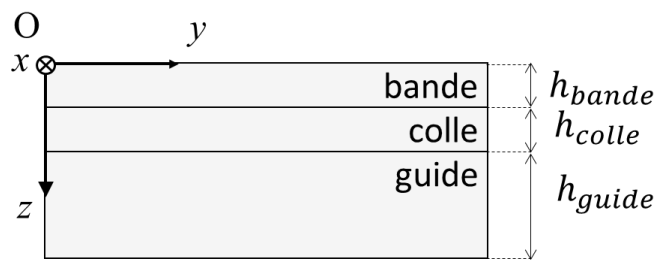 O
y
x
bande
h_bande
colle
h_colle
guide
h_guide
z